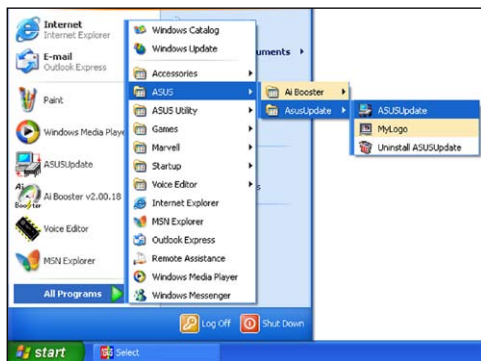 Internet
Internet Explorer
E-mail
Outlook Express
Paint
Windows Media Playe
ASUSUpdate
Ai Booster v2.00.18
Voice Editor
MSN Explorer
All Programs
Windows Catalog
Windows Update
Accessories
ASUS
ASUS Utility
Games
Marvell
Startup
Voice Editor
Internet Explorer
MSN Explorer
Outlook Express
Remote Assistance
Windows Media Player
Windows Messenger
uments
s
Ai Booster
AsusUpdate
ASUSUpdate
MyLogo
Uninstall ASUSUpdate
Log Off
Shut Down
start
Select